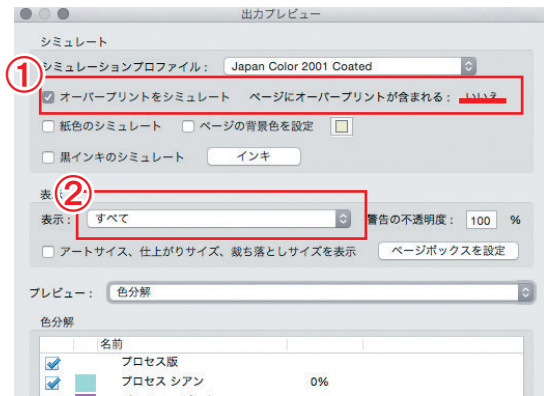 出力プレビュー
シミュレート
①
シミュレーションプロファイル： Japan Color 2001 Coated
オーバープリントをシミュレート ページにオーバープリントが含まれる： いいえ
紙色のシミュレート ページの背景色を設定
黒インキのシミュレート インキ
②
表示： すべて 警告の不透明度： 100 %
アートサイズ、仕上がりサイズ、裁ち落としサイズを表示 ページボックスを設定
プレビュー： 色分解
色分解
名前
プロセス版
プロセス シアン 0%